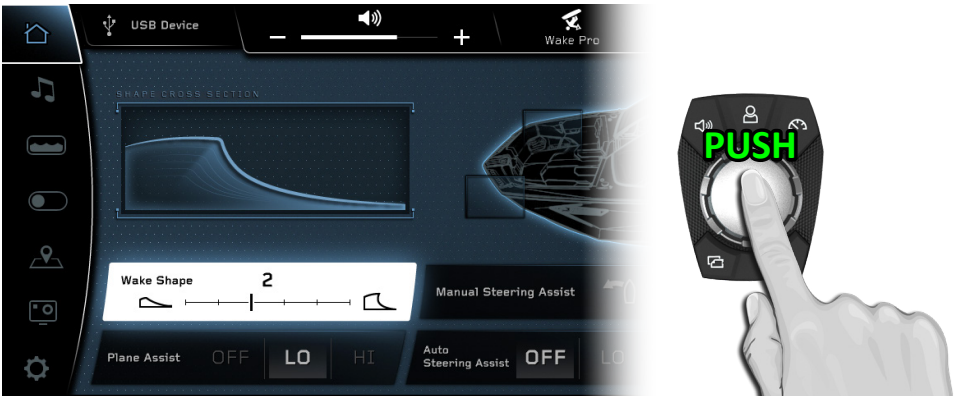 USB Device
Wake Pro
SHAPE CROSS SECTION
PUSH
Wake Shape
2
Manual Steering Assist
Plane Assist
OFF
LO
HI
Auto
Steering Assist
OFF
LO